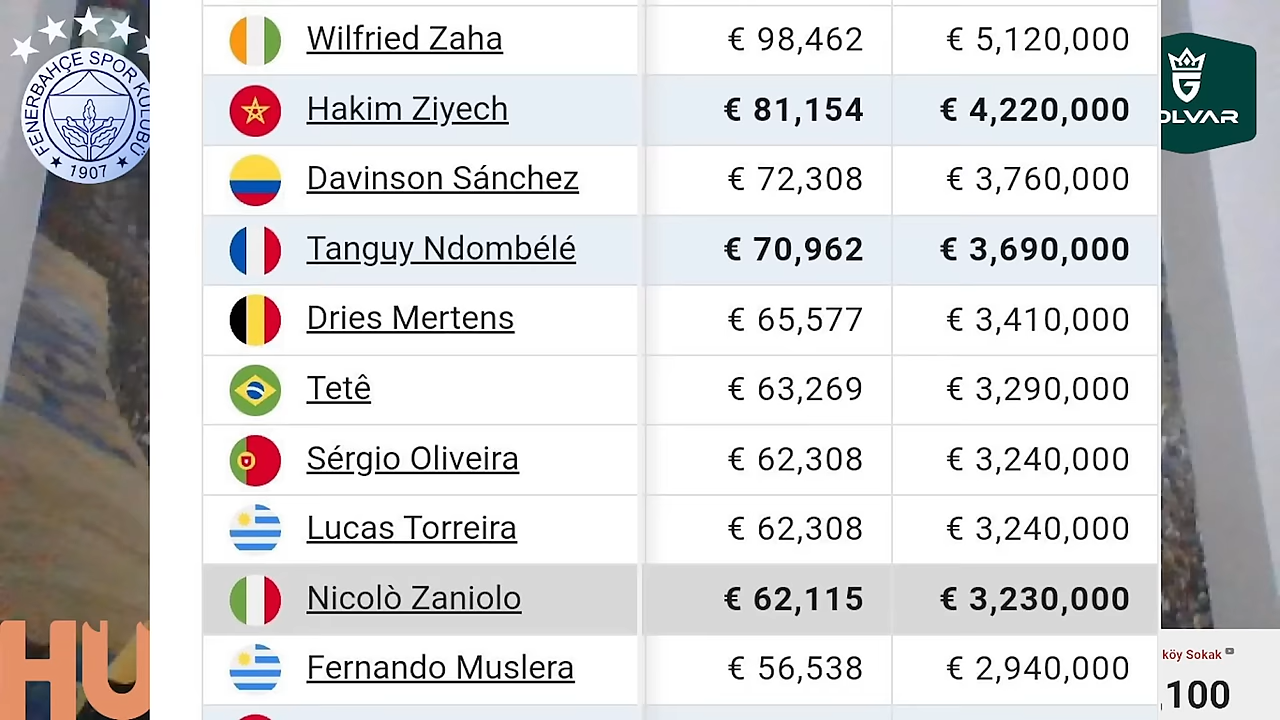 FENERBAHÇE SPOR KULÜBÜ
1907
Wilfried Zaha € 98,462 € 5,120,000
Hakim Ziyech € 81,154 € 4,220,000
Davinson Sánchez € 72,308 € 3,760,000
Tanguy Ndombélé € 70,962 € 3,690,000
Dries Mertens € 65,577 € 3,410,000
Tetê € 63,269 € 3,290,000
Sérgio Oliveira € 62,308 € 3,240,000
Lucas Torreira € 62,308 € 3,240,000
Nicolò Zaniolo € 62,115 € 3,230,000
Fernando Muslera € 56,538 € 2,940,000
OLVAR
HU
köy Sokak
.100